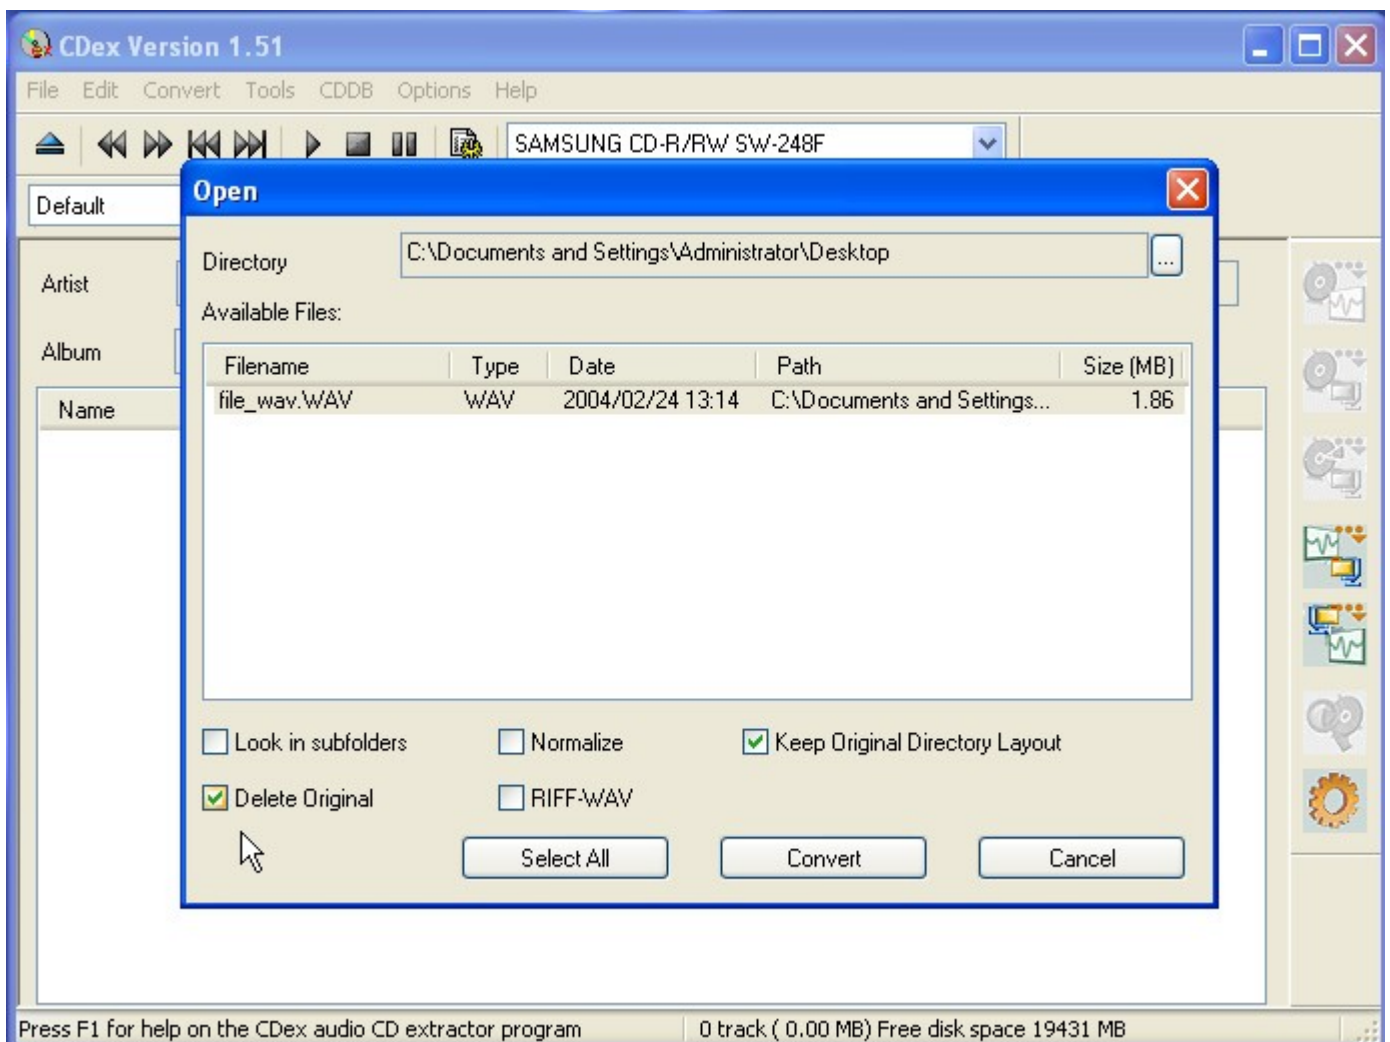 CDex Version 1.51
File Edit Convert Tools CDDB Options Help
SAMSUNG CD-R/RW SW-248F
Default
Open
Directory C:\Documents and Settings\Administrator\Desktop ...
Artist
Available Files:
Album
Filename Type Date Path Size (MB)
file_wav.WAV WAV 2004/02/24 13:14 C:\Documents and Settings... 1.86
Name
Look in subfolders Normalize Keep Original Directory Layout
Delete Original RIFF-WAV
Select All Convert Cancel
Press F1 for help on the CDex audio CD extractor program 0 track ( 0.00 MB) Free disk space 19431 MB